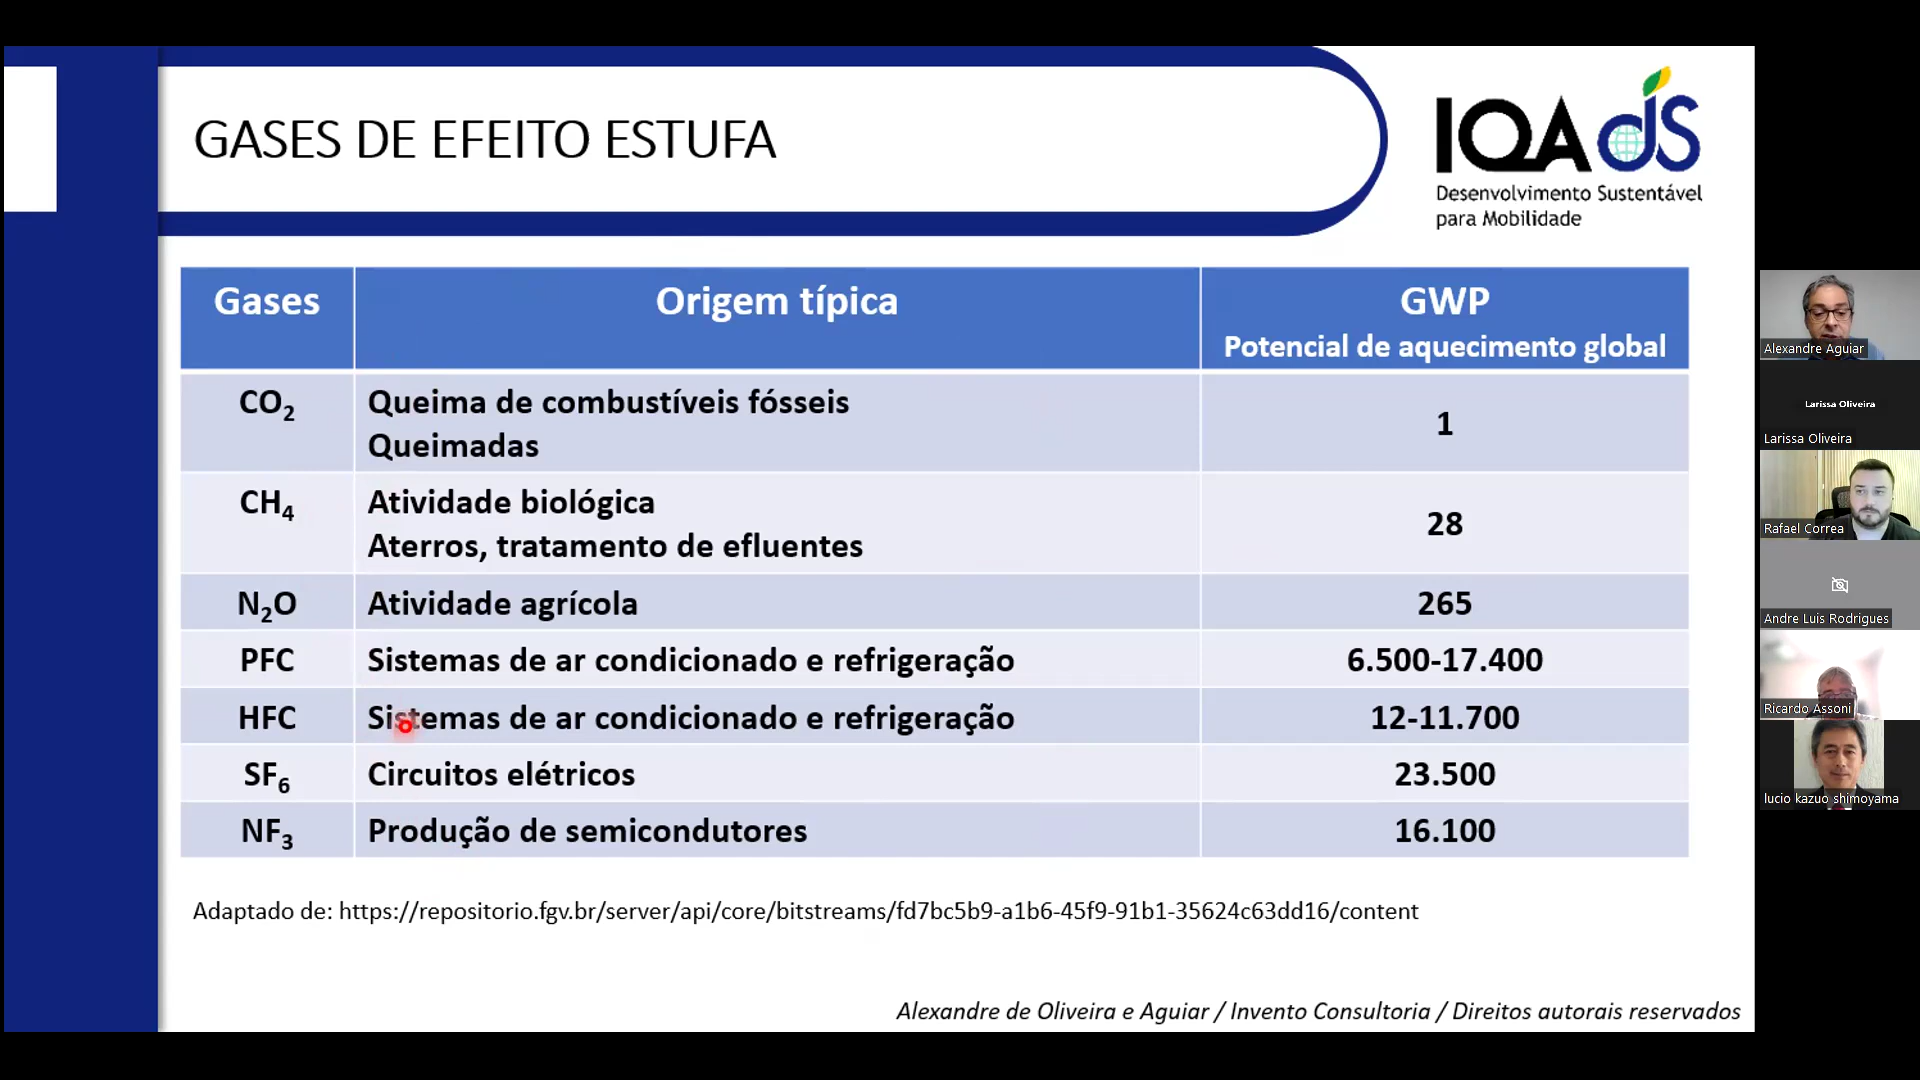 GASES DE EFEITO ESTUFA
IQAdS
Desenvolvimento Sustentável
para Mobilidade
Gases
Origem típica
GWP
Potencial de aquecimento global
CO₂
Queima de combustíveis fósseis
Queimadas
1
CH₄
Atividade biológica
Aterros, tratamento de efluentes
28
N₂O
Atividade agrícola
265
PFC
Sistemas de ar condicionado e refrigeração
6.500-17.400
HFC
Sistemas de ar condicionado e refrigeração
12-11.700
SF₆
Circuitos elétricos
23.500
NF₃
Produção de semicondutores
16.100
Adaptado de: https://repositorio.fgv.br/server/api/core/bitstreams/fd7bc5b9-a1b6-45f9-91b1-35624c63dd16/content
Alexandre de Oliveira e Aguiar / Invento Consultoria / Direitos autorais reservados
Alexandre Aguiar
Larissa Oliveira
Larissa Oliveira
Rafael Correa
Andre Luis Rodrigues
Ricardo Assoni
lucio kazuo shimoyama